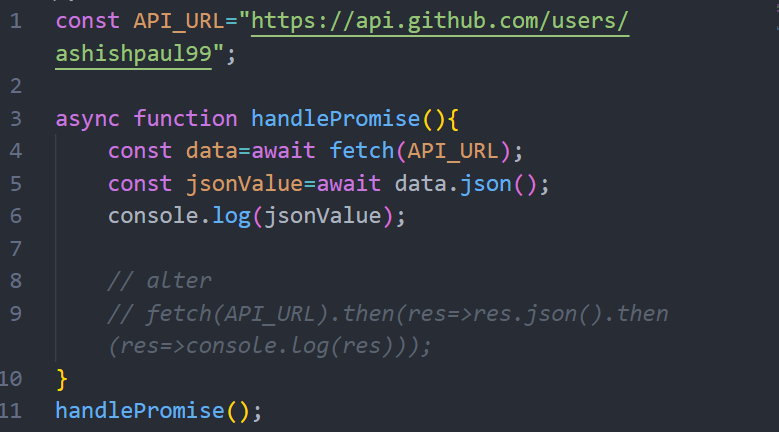 1 const API_URL="https://api.github.com/users/
ashishpaul99";
2
3 async function handlePromise(){
4 const data=await fetch(API_URL);
5 const jsonValue=await data.json();
6 console.log(jsonValue);
7
8 // alter
9 // fetch(API_URL).then(res=>res.json().then
(res=>console.log(res)));
10 }
11 handlePromise();